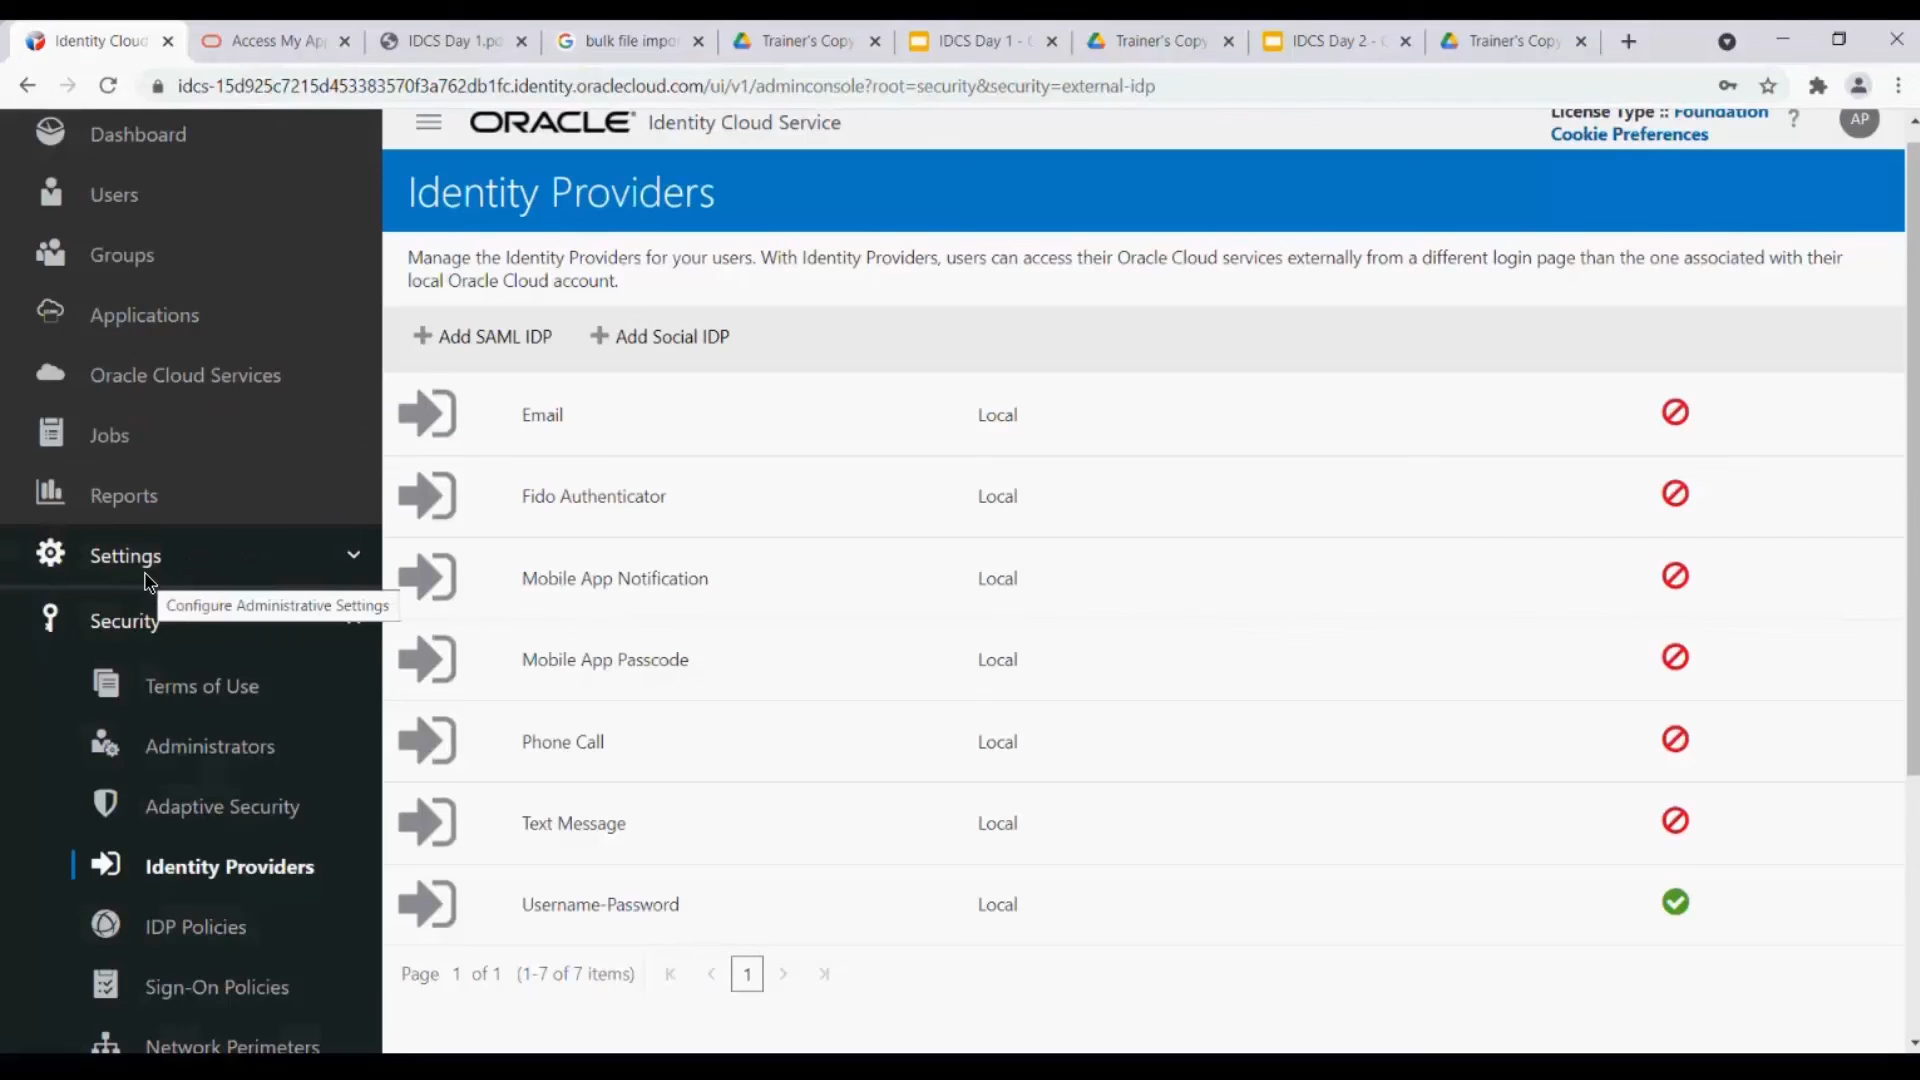 Identity Cloud
Access My Ap
IDCS Day 1.pd
bulk file impo
Trainer's Copy
IDCS Day 1 -
Trainer's Copy
IDCS Day 2 -
Trainer's Copy
idcs-15d925c7215d453383570f3a762db1fc.identity.oraclecloud.com/ui/v1/adminconsole?root=security&security=external-idp
Dashboard
Users
Groups
Applications
Oracle Cloud Services
Jobs
Reports
Settings
Configure Administrative Settings
Security
Terms of Use
Administrators
Adaptive Security
Identity Providers
IDP Policies
Sign-On Policies
Network Perimeters
ORACLE Identity Cloud Service
License Type :: Foundation
Cookie Preferences
?
AP
Identity Providers
Manage the Identity Providers for your users. With Identity Providers, users can access their Oracle Cloud services externally from a different login page than the one associated with their
local Oracle Cloud account.
+ Add SAML IDP + Add Social IDP
Email Local
Fido Authenticator Local
Mobile App Notification Local
Mobile App Passcode Local
Phone Call Local
Text Message Local
Username-Password Local
Page 1 of 1 (1-7 of 7 items) 1